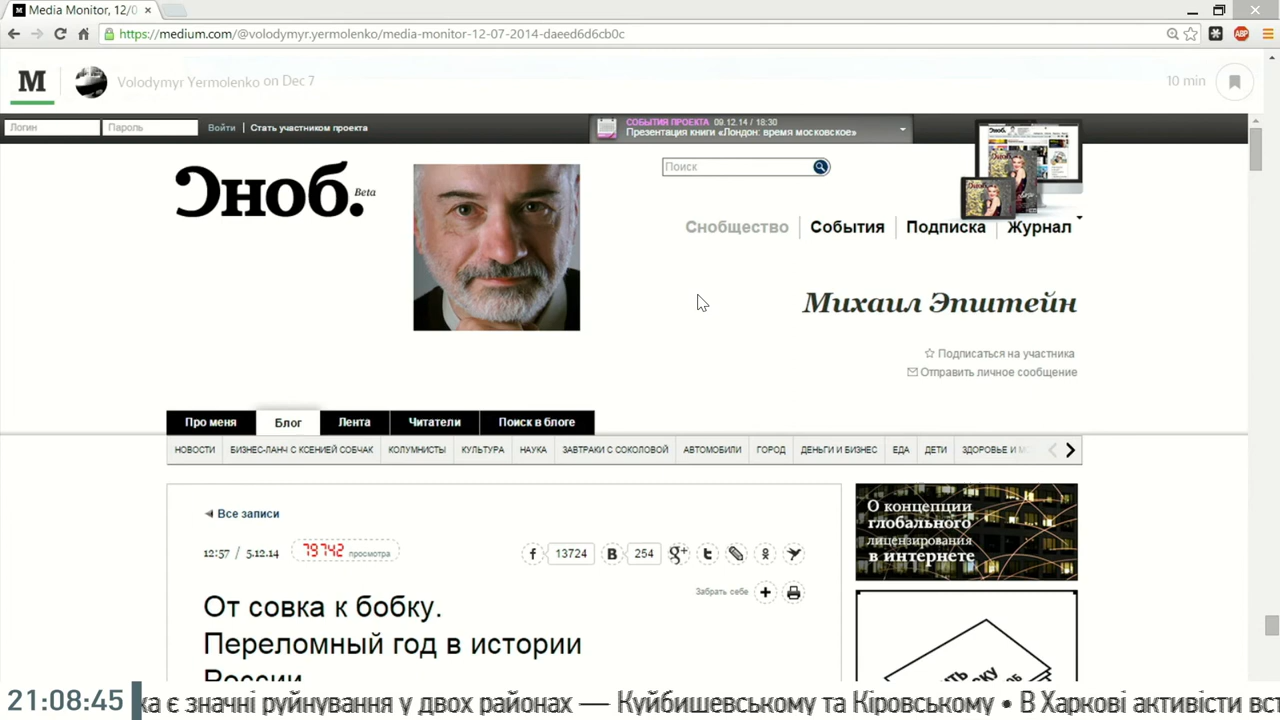 Media Monitor, 12/0
https://medium.com/@volodymyr.yermolenko/media-monitor-12-07-2014-daeed6d6cb0c
ABP
M
Volodymyr Yermolenko on Dec 7
10 min
Логин
Пароль
Войти
Стать участником проекта
СОБЫТИЯ ПРОЕКТА 09.12.14 / 18:30
Презентация книги «Лондон: время московское»
Сноб. Beta
Поиск
Снобщество
События
Подписка
Журнал
Михаил Эпштейн
Подписаться на участника
Отправить личное сообщение
Про меня
Блог
Лента
Читатели
Поиск в блоге
НОВОСТИ
БИЗНЕС-ЛАНЧ С КСЕНИЕЙ СОБЧАК
КОЛУМНИСТЫ
КУЛЬТУРА
НАУКА
ЗАВТРАКИ С СОКОЛОВОЙ
АВТОМОБИЛИ
ГОРОД
ДЕНЬГИ И БИЗНЕС
ЕДА
ДЕТИ
ЗДОРОВЬЕ И
О концепции
глобального
лицензирования
в интернете
Все записи
12:57 / 5.12.14
79742 просмотра
13724
254
Забрать себе
От совка к бобку.
Переломный год в истории
России
21:08:45
ка є значні руйнування у двох районах — Куйбишевському та Кіровському • В Харкові активісти вст